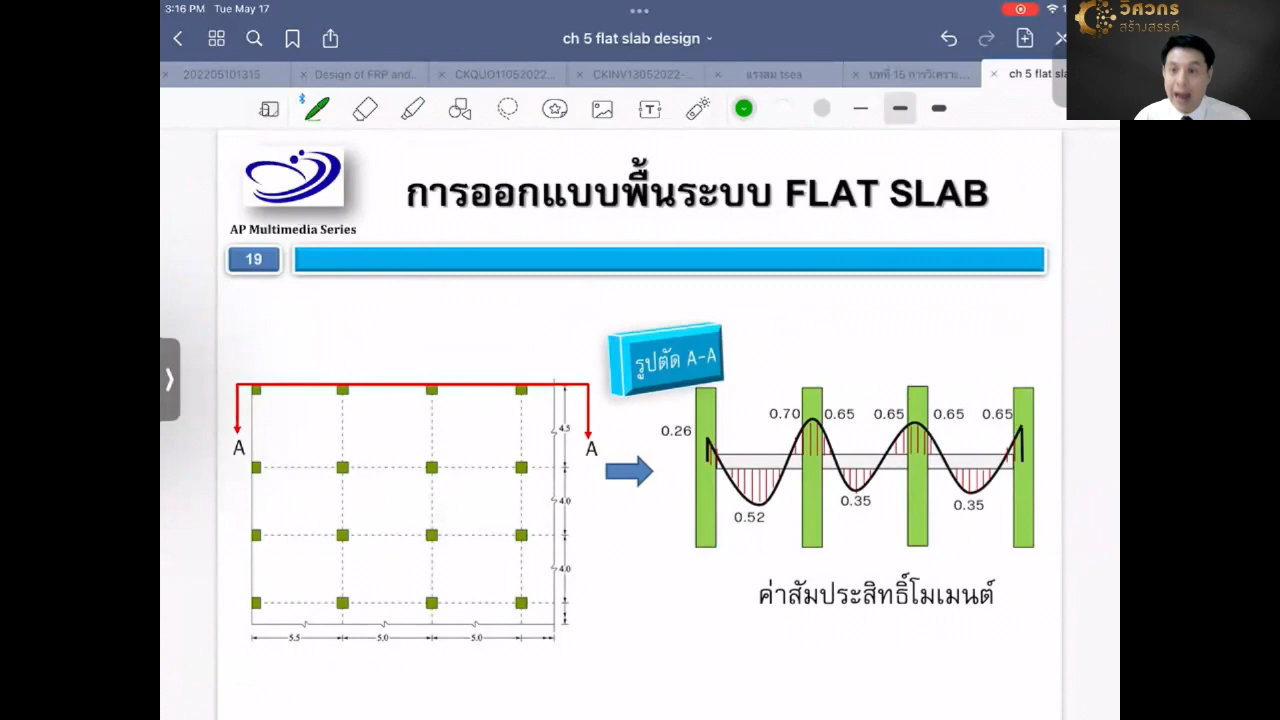 3:16 PM Tue May 17
วิศวกร
สร้างสรรค์
ch 5 flat slab design
202205101315
Design of FRP and...
CKQUO11052022...
CKINV13052022-...
แรงลม tsea
บทที่ 15 การวิเคราะ...
ch 5 flat sla
การออกแบบพื้นระบบ FLAT SLAB
AP Multimedia Series
19
รูปตัด A-A
A
A
4.5
4.0
4.0
5.5
5.0
5.0
0.26
0.70
0.65
0.65
0.65
0.65
0.52
0.35
0.35
ค่าสัมประสิทธิ์โมเมนต์